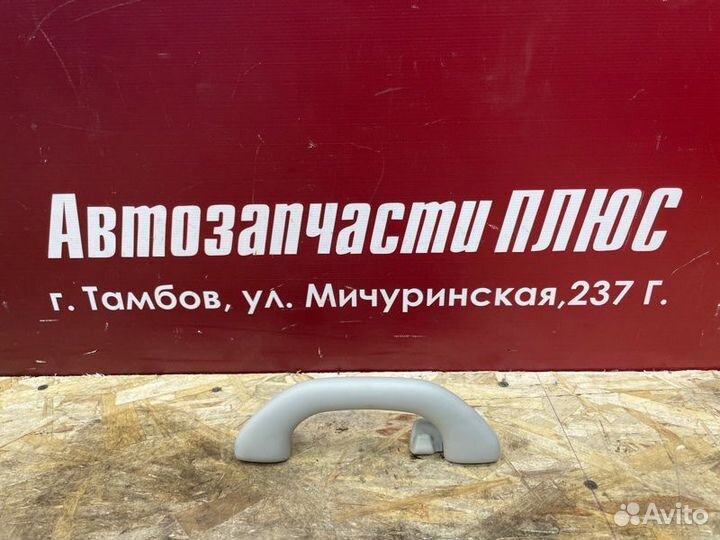 Автозапчасти ПЛЮС
г. Тамбов, ул. Мичуринская,237 Г.
Avito